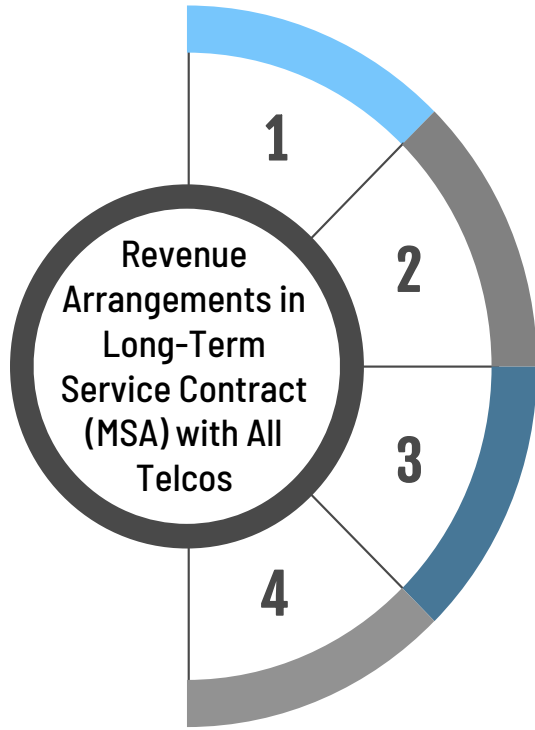 1
2
Revenue
Arrangements in
Long-Term
Service Contract
(MSA) with All
Telcos
3
4